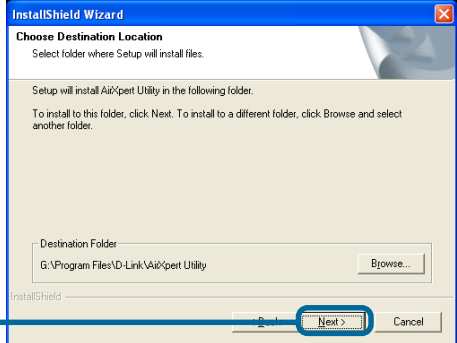 InstallShield Wizard
Choose Destination Location
Select folder where Setup will install files.
Setup will install AirXpert Utility in the following folder.
To install to this folder, click Next. To install to a different folder, click Browse and select
another folder.
Destination Folder
G:\Program Files\D-Link\AirXpert Utility
Browse...
InstallShield
< Back Next > Cancel